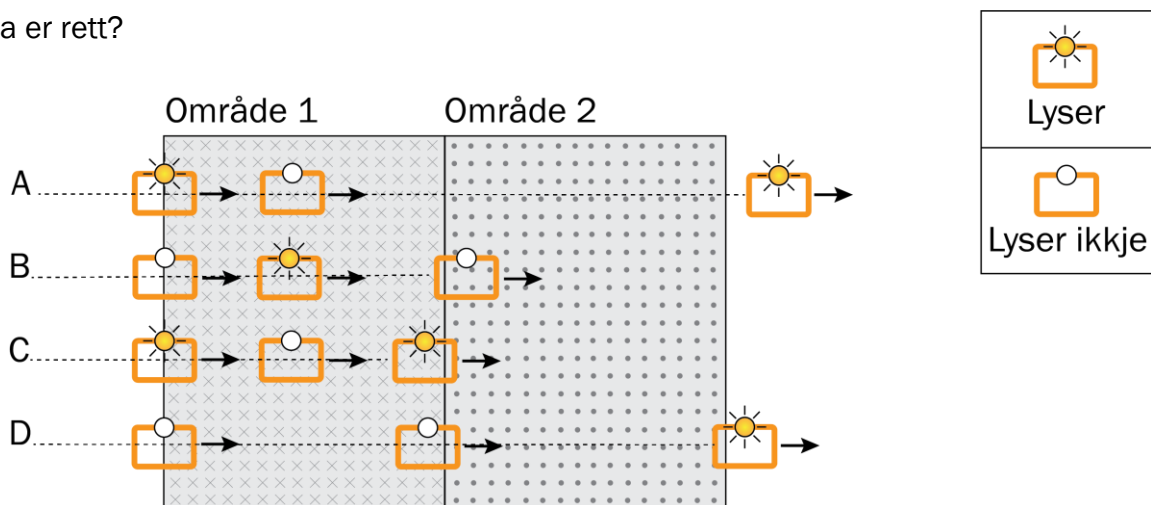 a er rett?
Område 1 Område 2
A
B
C
D
Lyser
Lyser ikkje